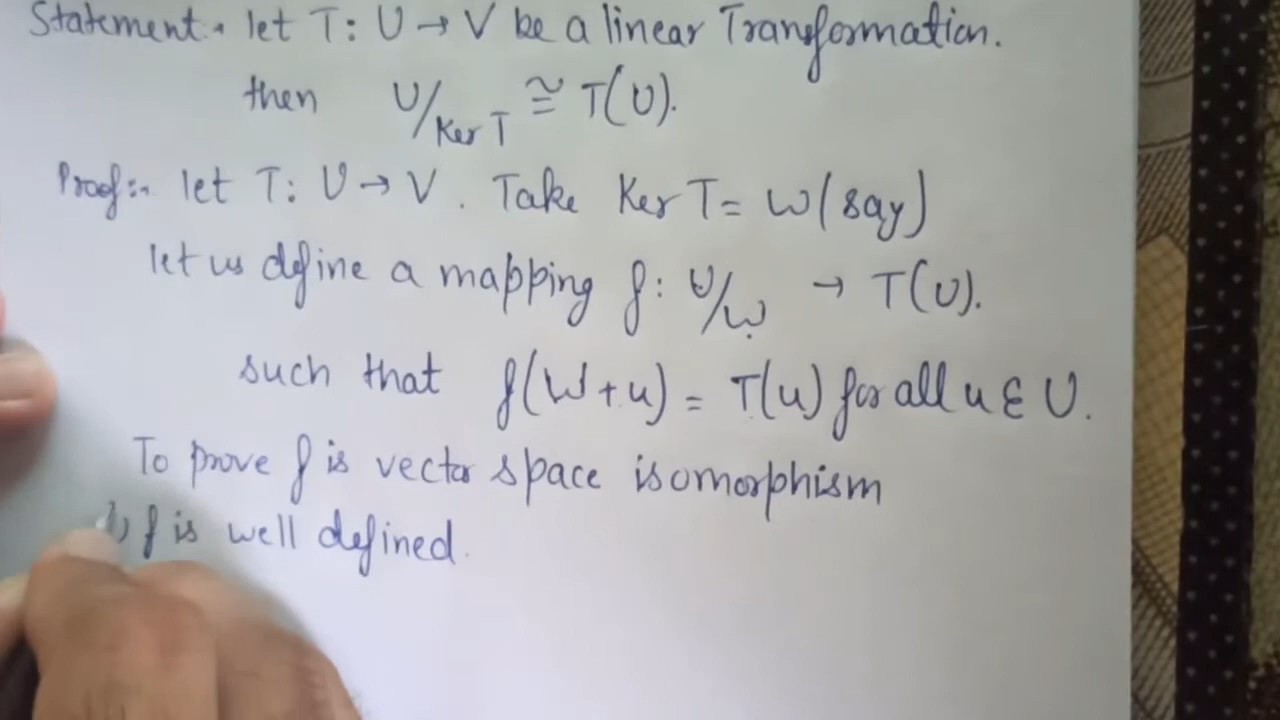 Statement. let T: U → V be a linear Transformation.
then U/Ker T ≅ T(U).
Proof:- let T: U → V. Take Ker T = W (say)
let us define a mapping f: U/W → T(U).
such that f(W+u) = T(u) for all u ∈ U.
To prove f is vector space isomorphism
1) f is well defined.